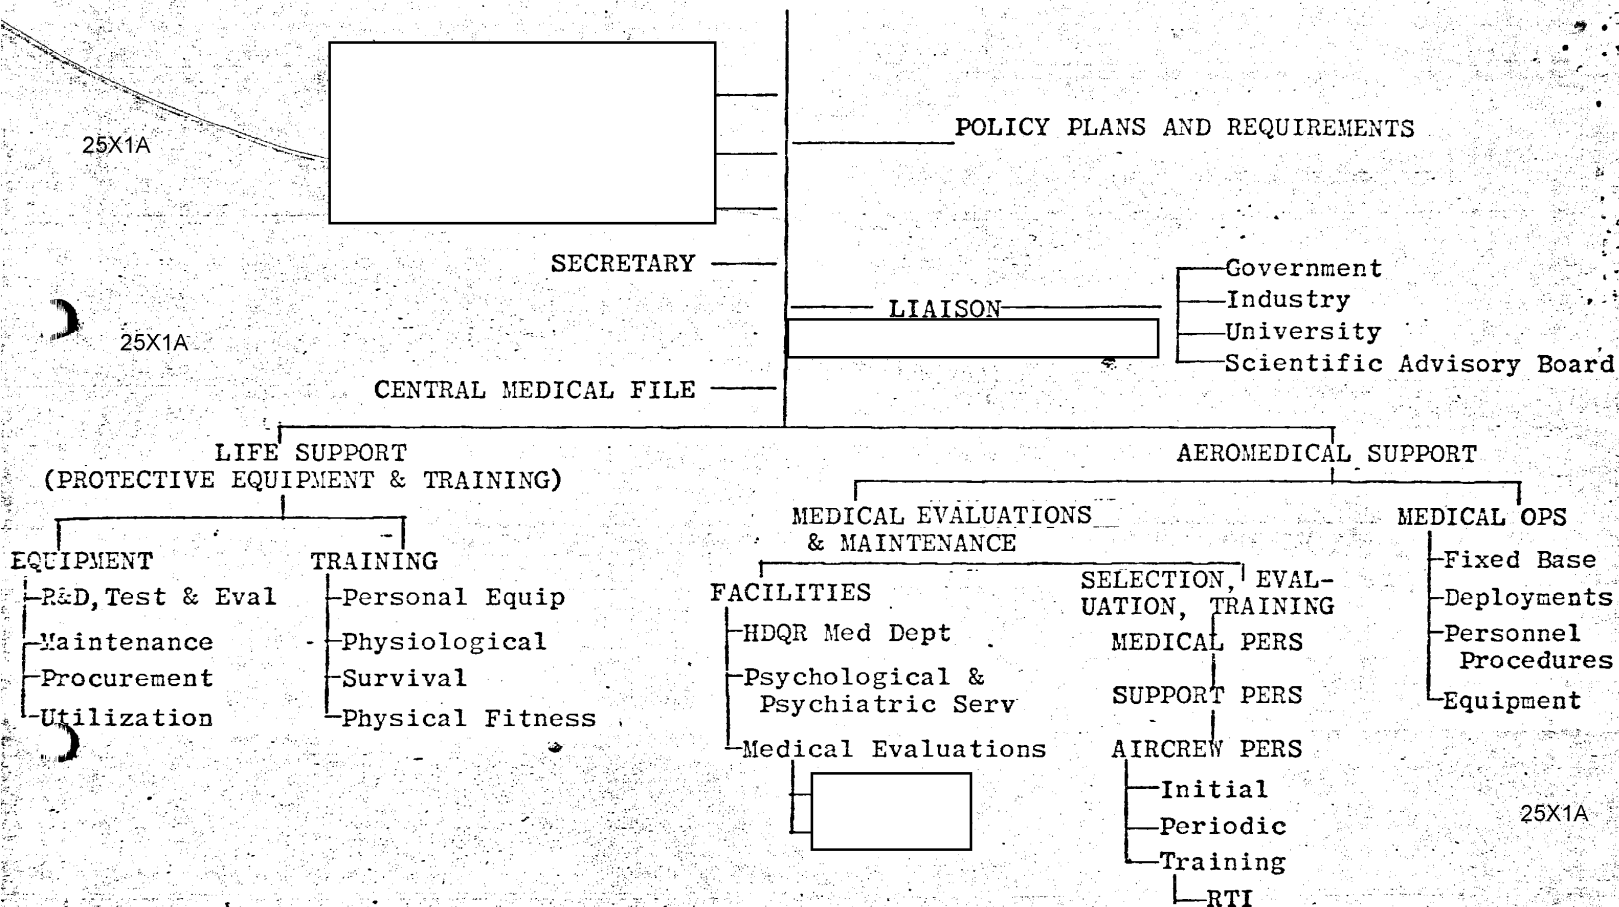 25X1A
POLICY PLANS AND REQUIREMENTS
SECRETARY
LIAISON
Government
Industry
University
Scientific Advisory Board
25X1A
CENTRAL MEDICAL FILE
LIFE SUPPORT
(PROTECTIVE EQUIPMENT & TRAINING)
EQUIPMENT
R&D,Test & Eval
Maintenance
Procurement
Utilization
TRAINING
Personal Equip
Physiological
Survival
Physical Fitness
AEROMEDICAL SUPPORT
MEDICAL EVALUATIONS
& MAINTENANCE
FACILITIES
HDQR Med Dept
Psychological &
Psychiatric Serv
Medical Evaluations
SELECTION, EVAL-
UATION, TRAINING
MEDICAL PERS
SUPPORT PERS
AIRCREW PERS
Initial
Periodic
Training
RTI
MEDICAL OPS
Fixed Base
Deployments
Personnel
Procedures
Equipment
25X1A